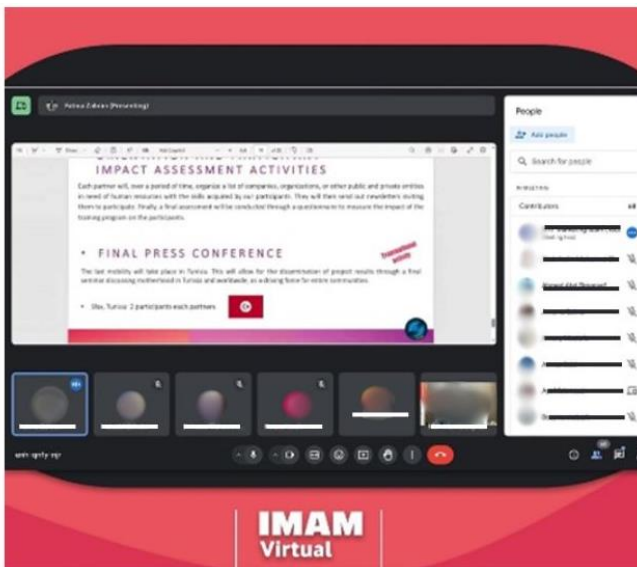 (Presenting)
IMPACT ASSESSMENT ACTIVITIES
Each partner will, over a period of time, organize a list of companies, organizations, or other public and private entities
in need of human resources with the skills acquired by our participants. They will then send out newsletters inviting
them to participate. Finally, a final assessment will be conducted through a questionnaire to measure the impact of the
training program on the participants.
• FINAL PRESS CONFERENCE
Transnational
activity
The last mobility will take place in Tunisia. This will allow for the dissemination of project results through a final
seminar discussing motherhood in Tunisia and worldwide, as a driving force for entire communities.
• Sfax, Tunisia: 2 participants each partners
People
Add people
Search for people
Contributors
IMAM
Virtual